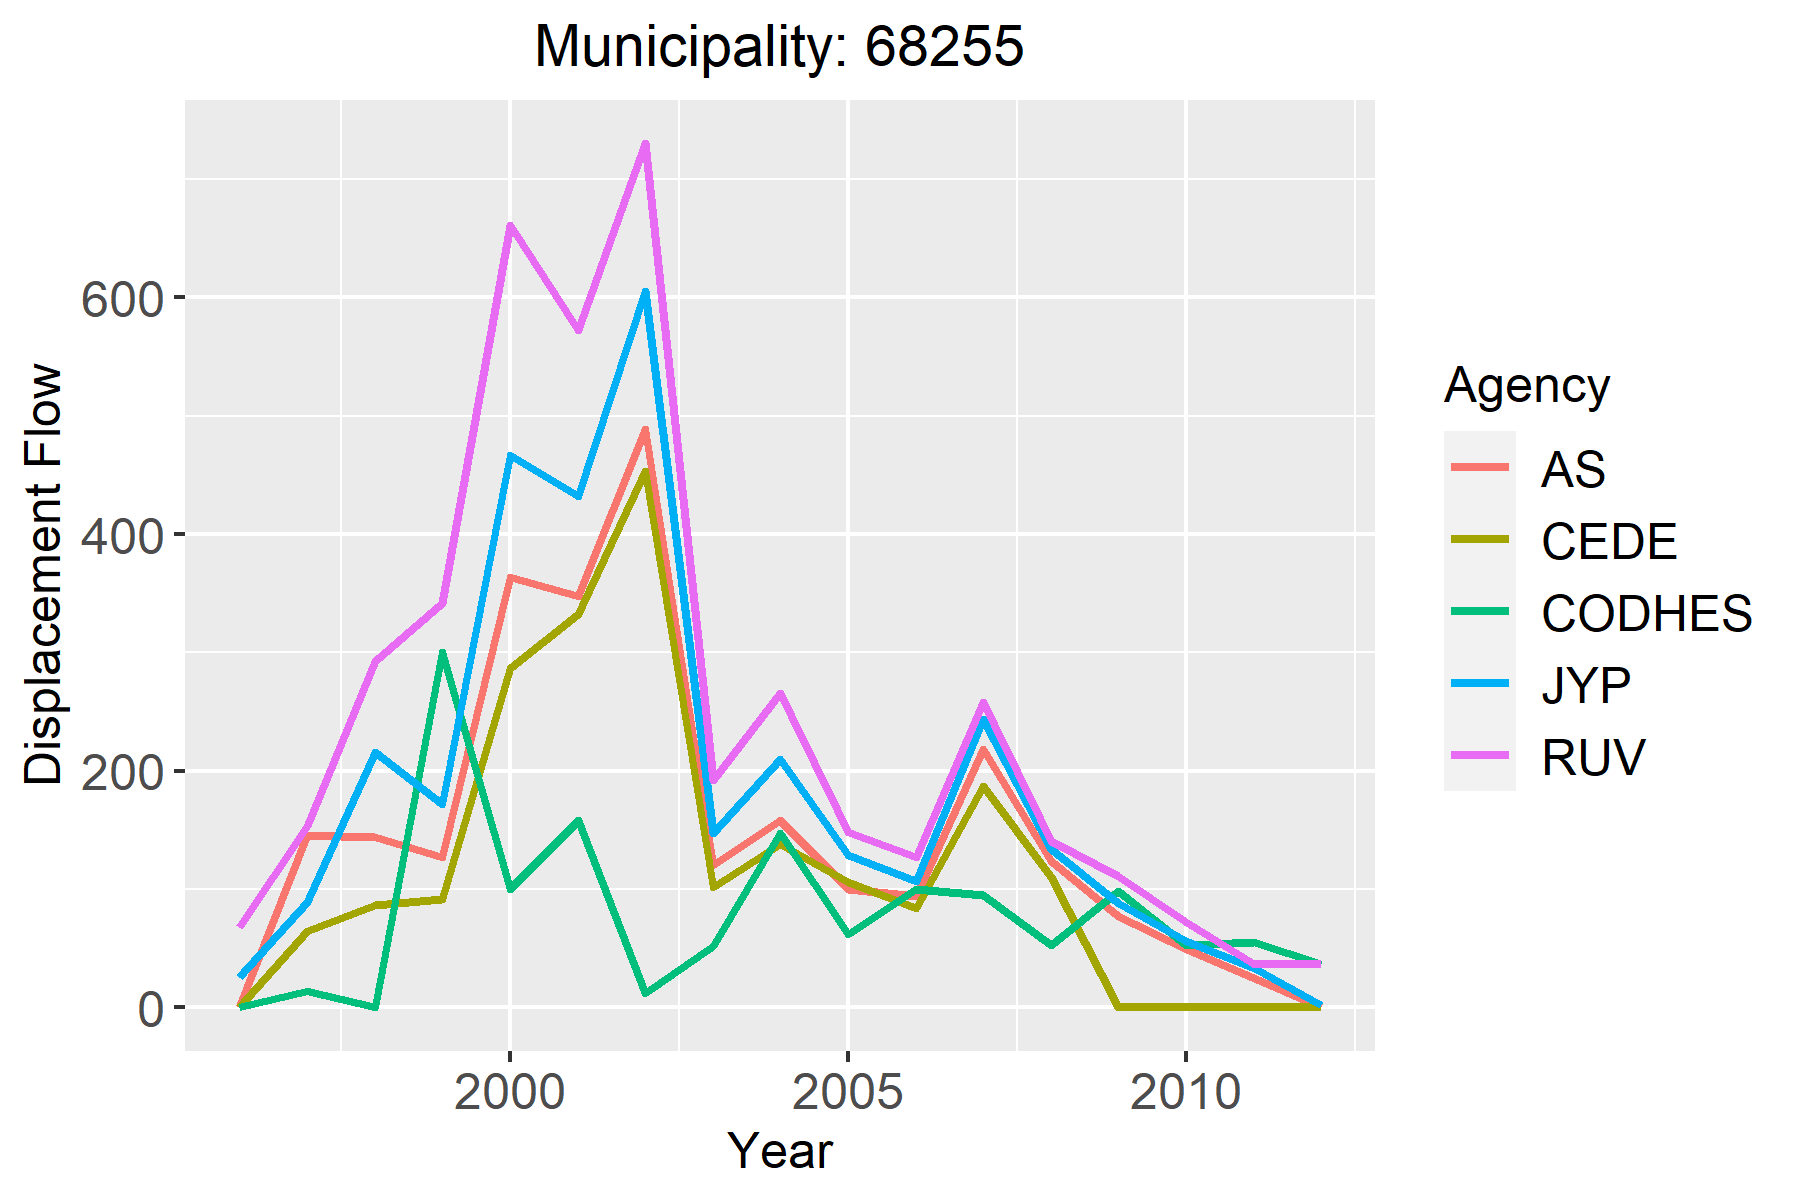 Municipality: 68255
Displacement Flow
600
400
200
0
2000 2005 2010
Year
Agency
AS
CEDE
CODHES
JYP
RUV